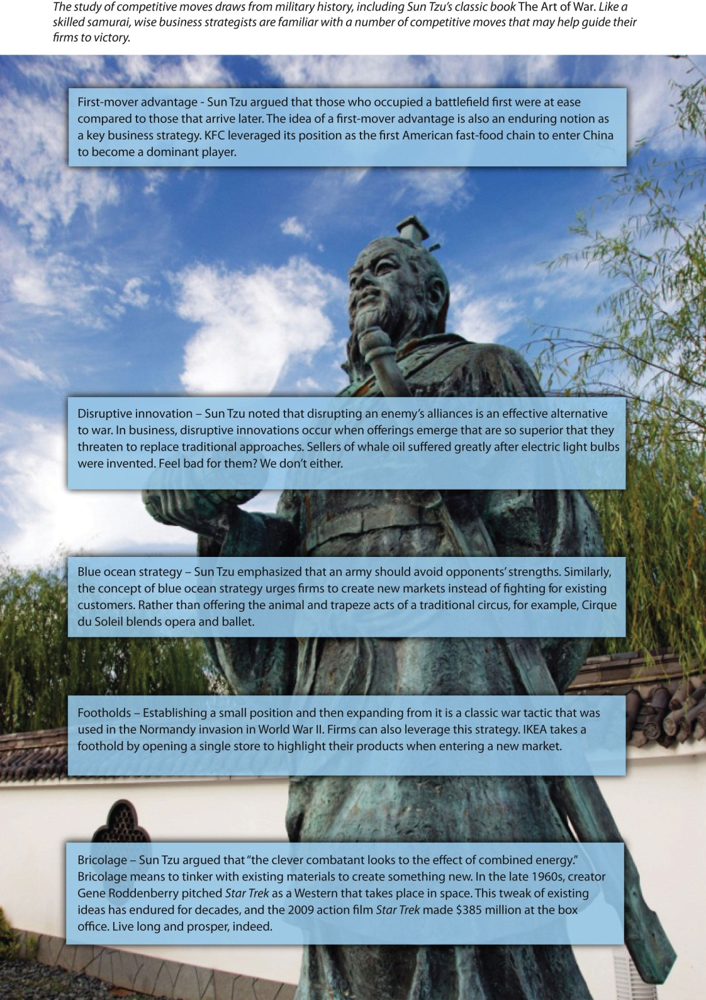 The study of competitive moves draws from military history, including Sun Tzu’s classic book The Art of War. Like a
skilled samurai, wise business strategists are familiar with a number of competitive moves that may help guide their
firms to victory.
First-mover advantage - Sun Tzu argued that those who occupied a battlefield first were at ease
compared to those that arrive later. The idea of a first-mover advantage is also an enduring notion as
a key business strategy. KFC leveraged its position as the first American fast-food chain to enter China
to become a dominant player.
Disruptive innovation – Sun Tzu noted that disrupting an enemy’s alliances is an effective alternative
to war. In business, disruptive innovations occur when offerings emerge that are so superior that they
threaten to replace traditional approaches. Sellers of whale oil suffered greatly after electric light bulbs
were invented. Feel bad for them? We don’t either.
Blue ocean strategy – Sun Tzu emphasized that an army should avoid opponents’ strengths. Similarly,
the concept of blue ocean strategy urges firms to create new markets instead of fighting for existing
customers. Rather than offering the animal and trapeze acts of a traditional circus, for example, Cirque
du Soleil blends opera and ballet.
Footholds – Establishing a small position and then expanding from it is a classic war tactic that was
used in the Normandy invasion in World War II. Firms can also leverage this strategy. IKEA takes a
foothold by opening a single store to highlight their products when entering a new market.
Bricolage – Sun Tzu argued that “the clever combatant looks to the effect of combined energy.”
Bricolage means to tinker with existing materials to create something new. In the late 1960s, creator
Gene Roddenberry pitched Star Trek as a Western that takes place in space. This tweak of existing
ideas has endured for decades, and the 2009 action film Star Trek made $385 million at the box
office. Live long and prosper, indeed.